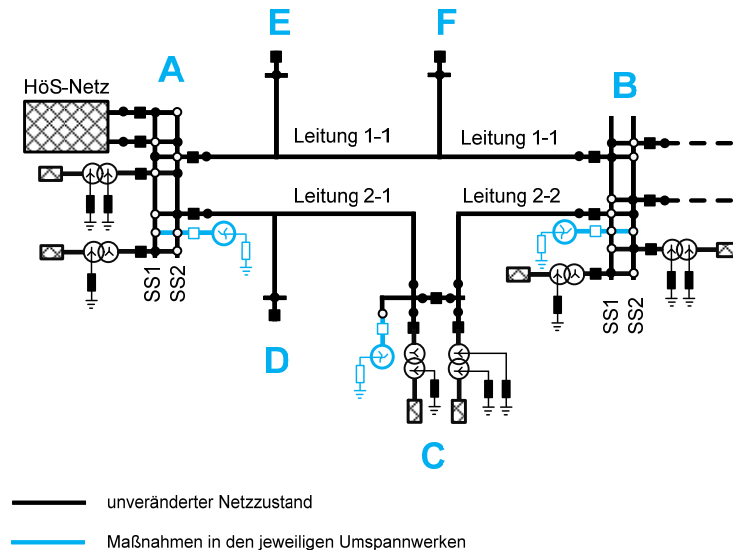 E
F
A
HöS-Netz
B
Leitung 1-1
Leitung 1-1
Leitung 2-1
Leitung 2-2
SS1
SS2
SS1
SS2
D
C
unveränderter Netzzustand
Maßnahmen in den jeweiligen Umspannwerken